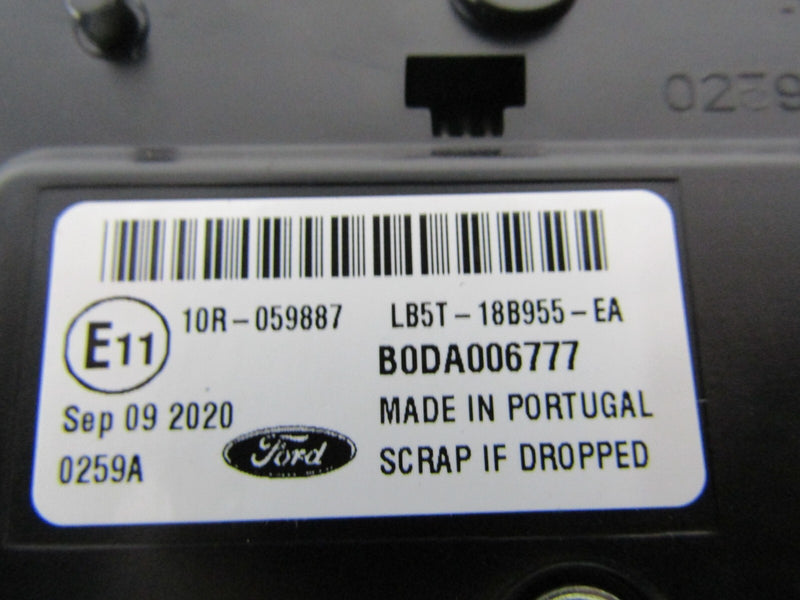 E11
10R-059887 LB5T-18B955-EA
B0DA006777
Sep 09 2020 MADE IN PORTUGAL
0259A Ford SCRAP IF DROPPED